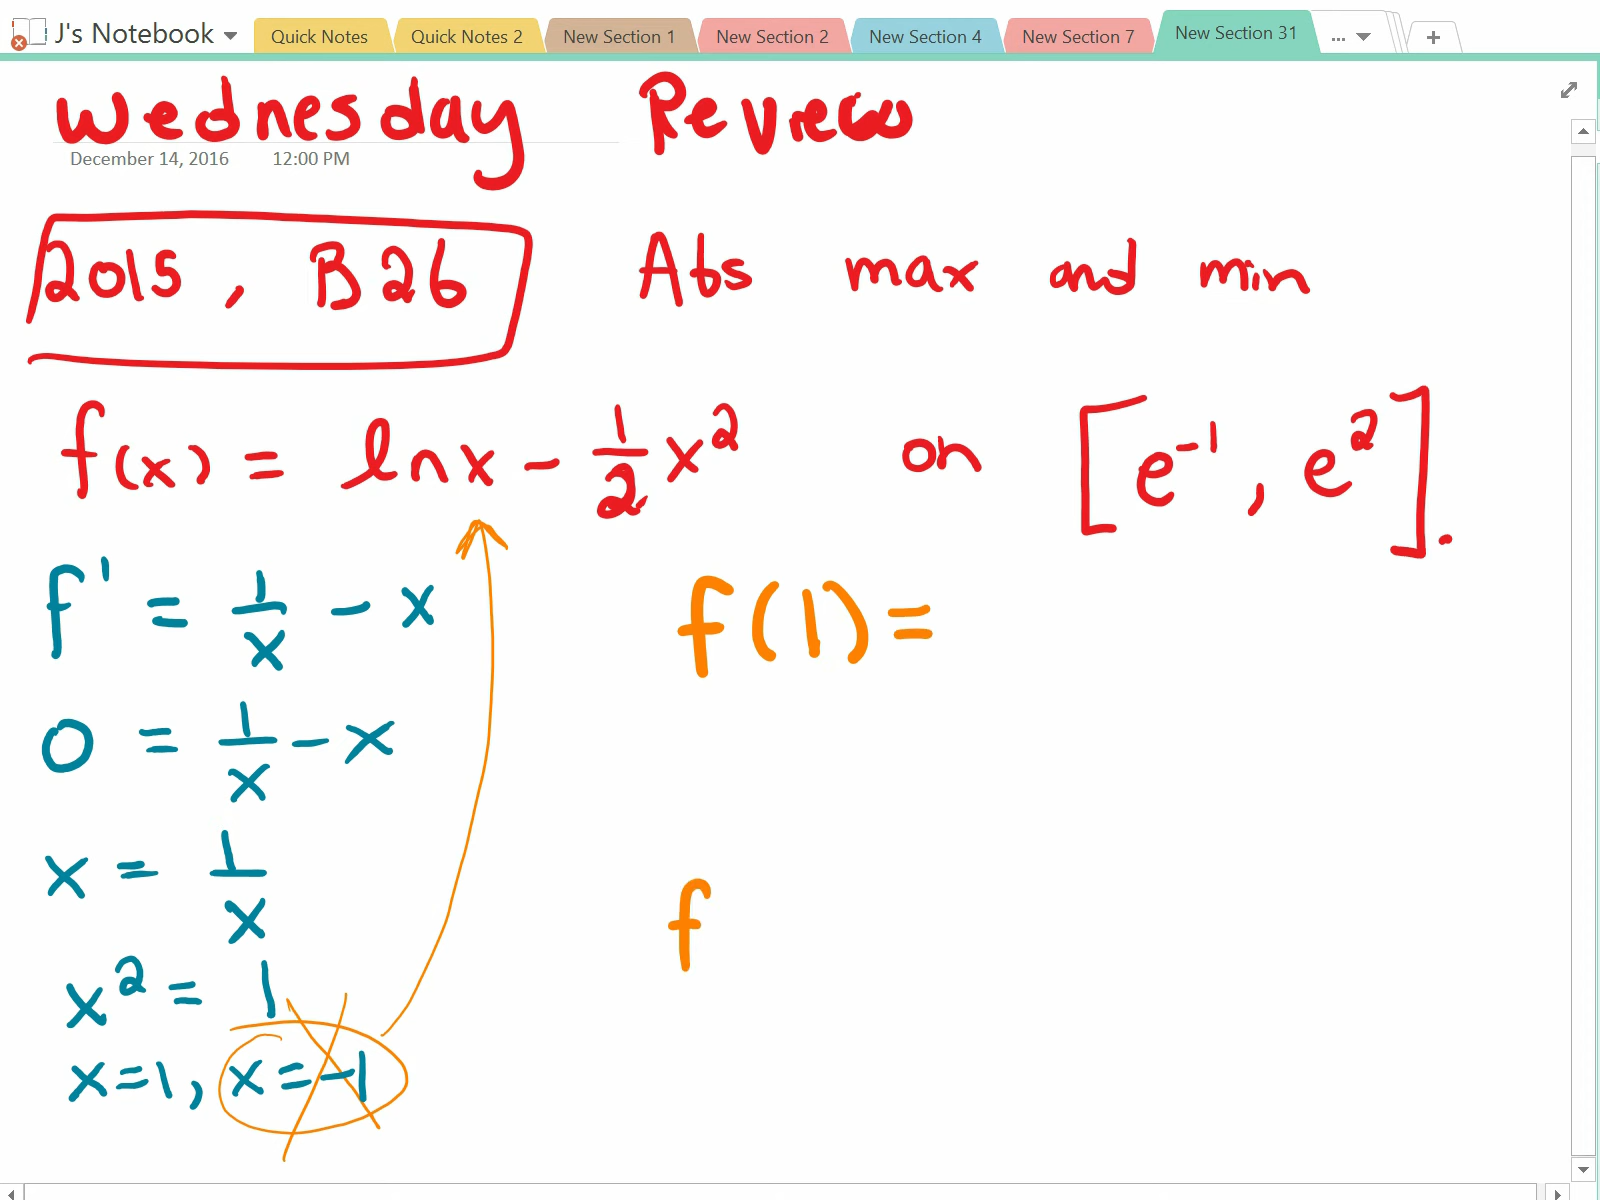 J's Notebook Quick Notes Quick Notes 2 New Section 1 New Section 2 New Section 4 New Section 7 New Section 31 ... +
Wednesday Review
December 14, 2016 12:00 PM
2015, B26 Abs max and min
f(x) = ln x - 1/2 x² on [e⁻¹, e²].
f' = 1/x - x
f(1) =
0 = 1/x - x
x = 1/x
f
x² = 1
x = 1, x = -1